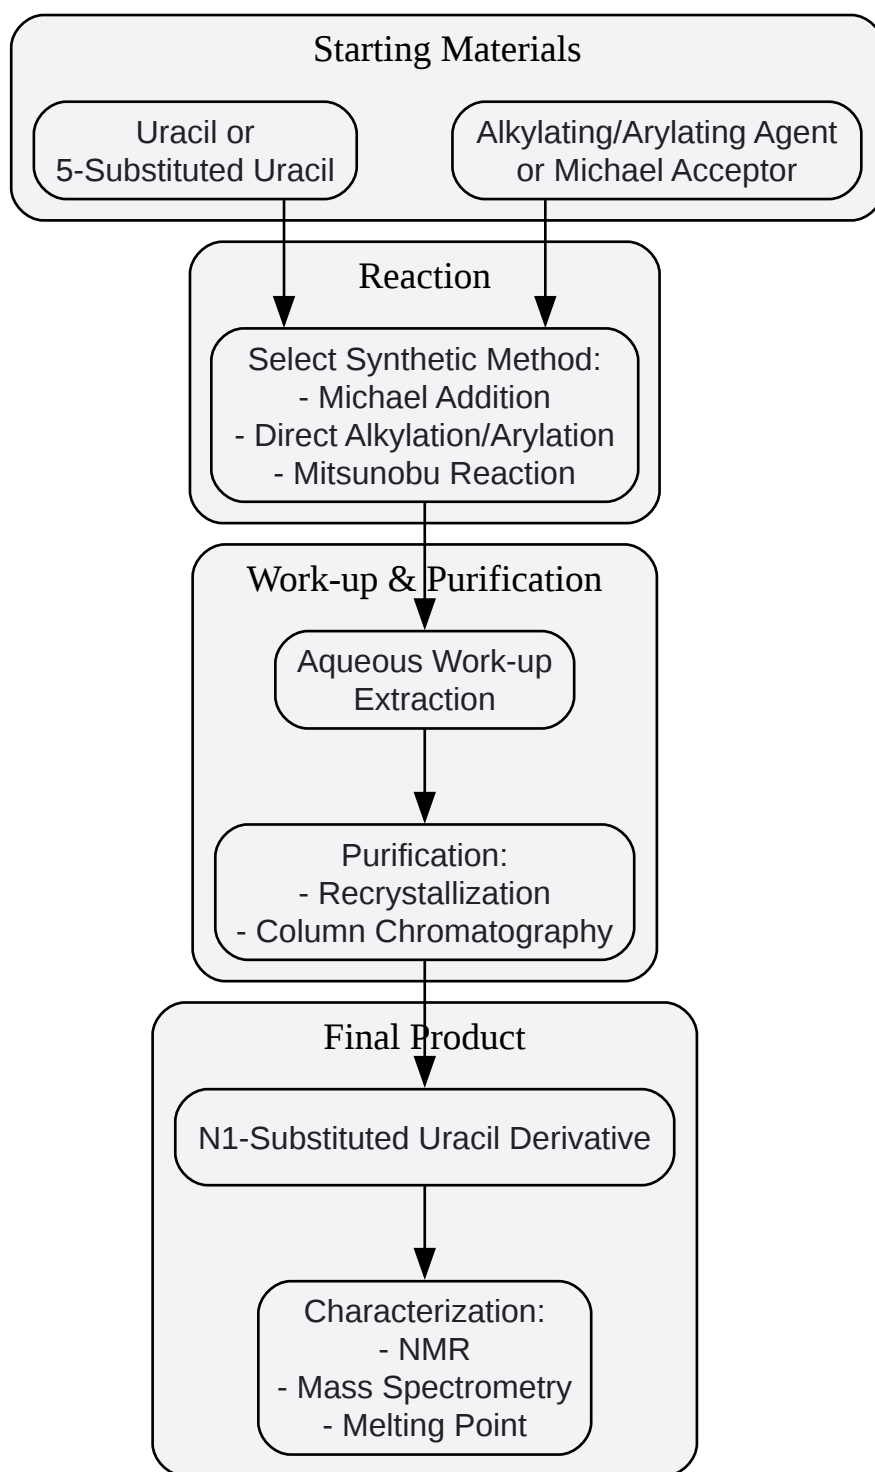 Starting Materials
Uracil or
5-Substituted Uracil
Alkylating/Arylating Agent
or Michael Acceptor
Reaction
Select Synthetic Method:
- Michael Addition
- Direct Alkylation/Arylation
- Mitsunobu Reaction
Work-up & Purification
Aqueous Work-up
Extraction
Purification:
- Recrystallization
- Column Chromatography
Final Product
N1-Substituted Uracil Derivative
Characterization:
- NMR
- Mass Spectrometry
- Melting Point